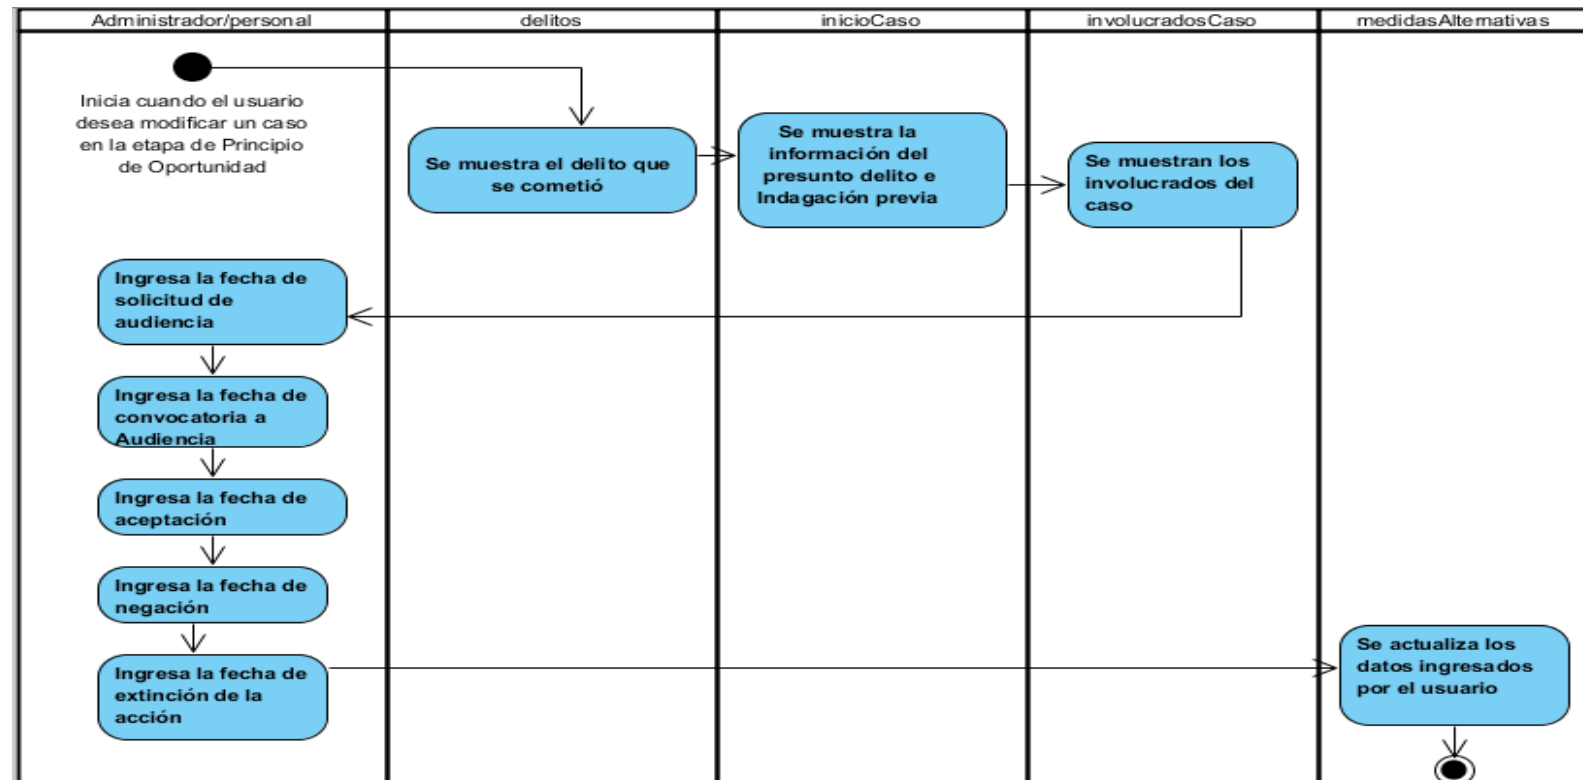 Administrador/personal
delitos
inicioCaso
involucradosCaso
medidasAlternativas
Inicia cuando el usuario
desea modificar un caso
en la etapa de Principio
de Oportunidad
Se muestra el delito que
se cometió
Se muestra la
información del
presunto delito e
Indagación previa
Se muestran los
involucrados del
caso
Ingresa la fecha de
solicitud de
audiencia
Ingresa la fecha de
convocatoria a
Audiencia
Ingresa la fecha de
aceptación
Ingresa la fecha de
negación
Ingresa la fecha de
extinción de la
acción
Se actualiza los
datos ingresados
por el usuario